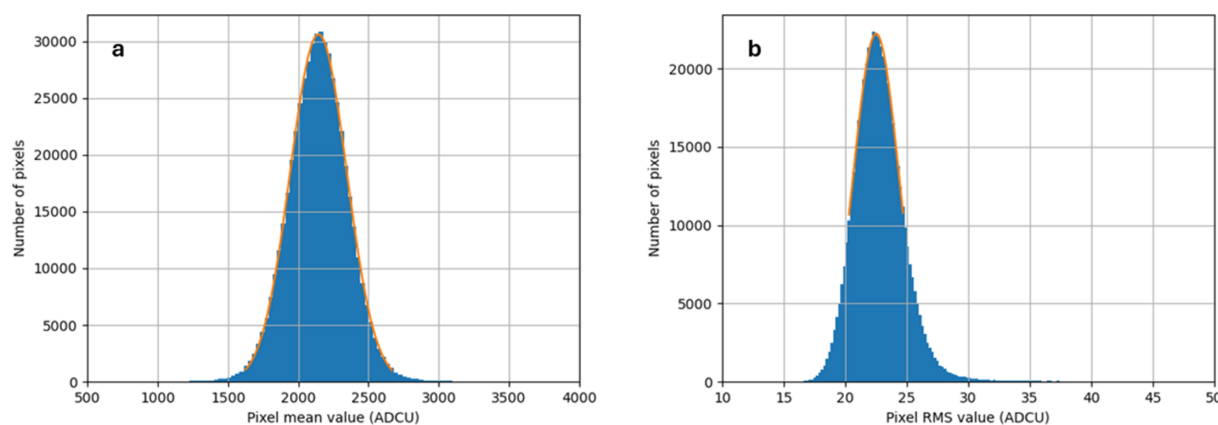 a
30000
25000
20000
15000
10000
5000
0
Number of pixels
500 1000 1500 2000 2500 3000 3500 4000
Pixel mean value (ADCU)
b
20000
15000
10000
5000
0
Number of pixels
10 15 20 25 30 35 40 45 50
Pixel RMS value (ADCU)